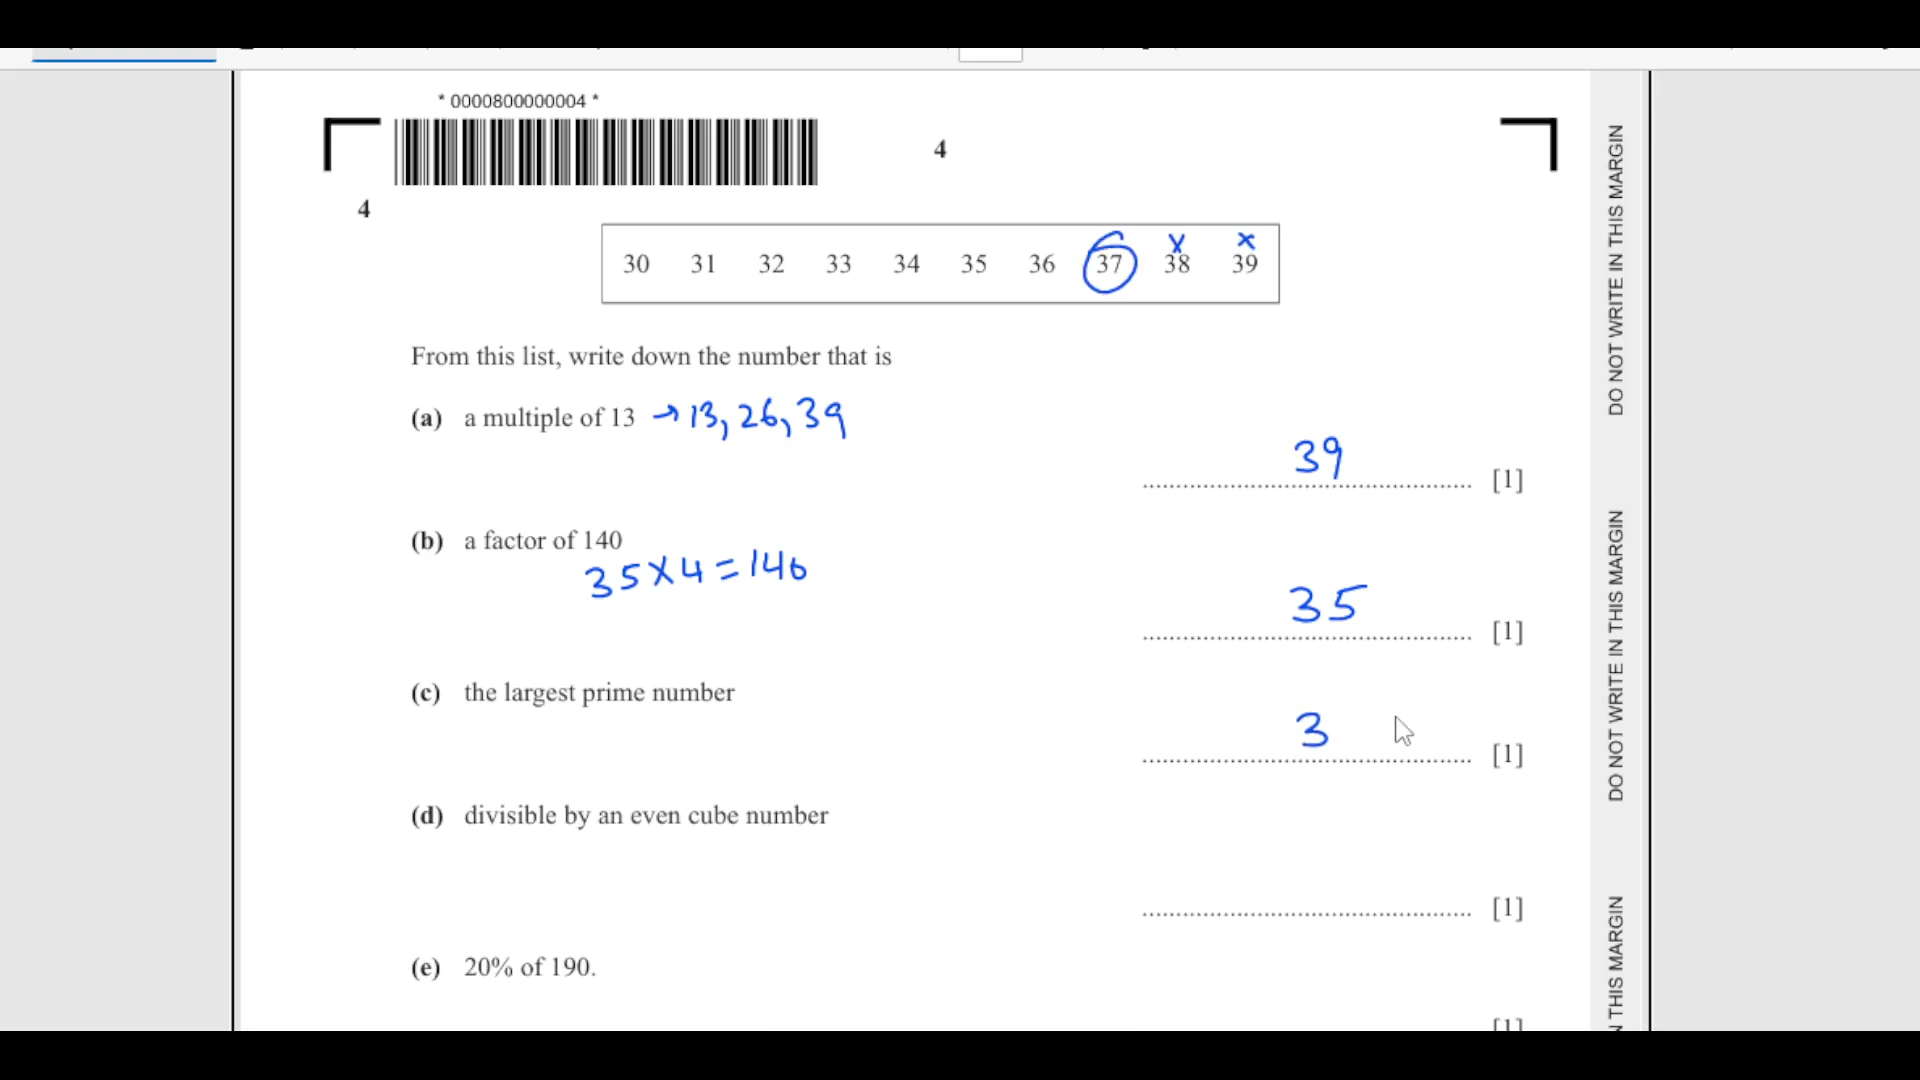 * 0000800000004 *
4
4
30 31 32 33 34 35 36 37 38 39
x x
From this list, write down the number that is
(a) a multiple of 13 → 13, 26, 39
39
[1]
(b) a factor of 140
35 x 4 = 140
35
[1]
(c) the largest prime number
3
[1]
(d) divisible by an even cube number
[1]
(e) 20% of 190.
[1]
DO NOT WRITE IN THIS MARGIN
DO NOT WRITE IN THIS MARGIN
THIS MARGIN